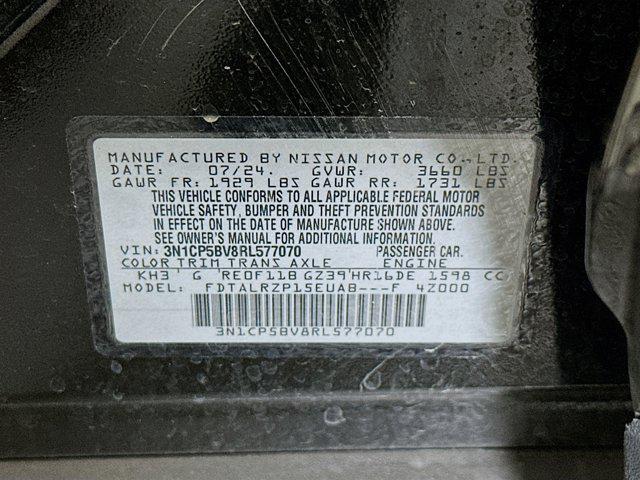 MANUFACTURED BY NISSAN MOTOR CO., LTD.
DATE: 07/24. GVWR: 3660 LBS
GAWR FR: 1929 LBS GAWR RR: 1731 LBS
THIS VEHICLE CONFORMS TO ALL APPLICABLE FEDERAL MOTOR
VEHICLE SAFETY, BUMPER AND THEFT PREVENTION STANDARDS
IN EFFECT ON THE DATE OF MANUFACTURE SHOWN ABOVE.
SEE OWNER'S MANUAL FOR ADDITIONAL INFORMATION.
VIN: 3N1CP5BV8RL577070 PASSENGER CAR.
COLOR TRIM TRANS AXLE ENGINE
KH3' G 'RE0F11B GZ39'HR16DE 1598 CC
MODEL: FDTALRZP15EUAB---F 4Z000
3N1CP5BV8RL577070